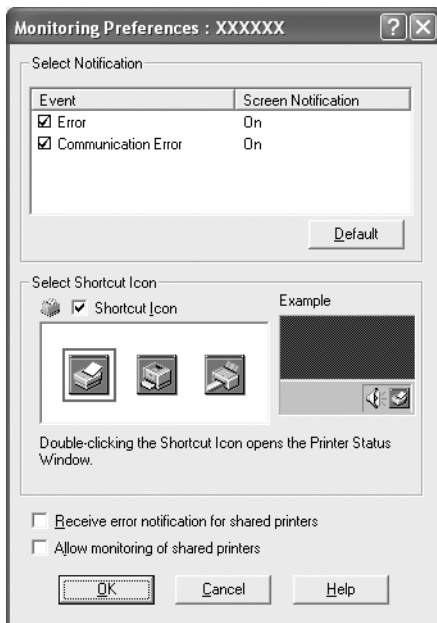 Monitoring Preferences : XXXXXX
Select Notification
Event Screen Notification
Error On
Communication Error On
Default
Select Shortcut Icon
Shortcut Icon
Example
Double-clicking the Shortcut Icon opens the Printer Status
Window.
Receive error notification for shared printers
Allow monitoring of shared printers
OK Cancel Help